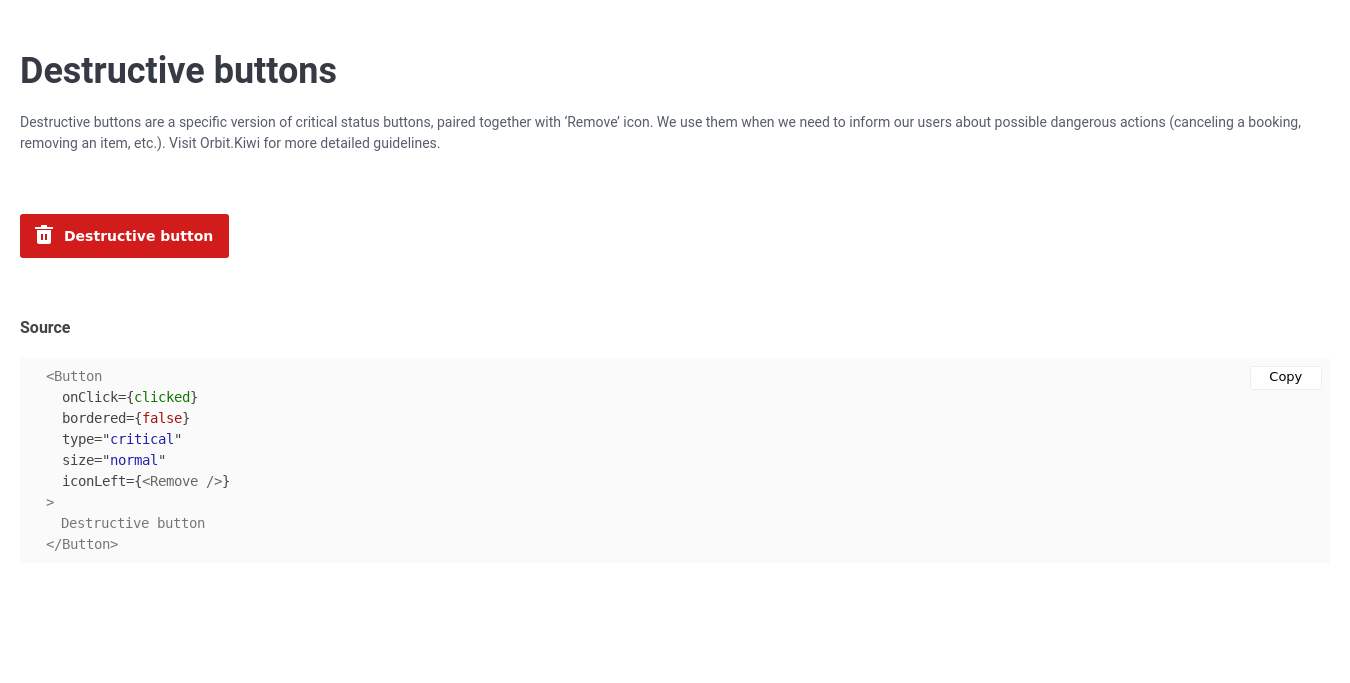 Destructive buttons
Destructive buttons are a specific version of critical status buttons, paired together with ‘Remove’ icon. We use them when we need to inform our users about possible dangerous actions (canceling a booking,
removing an item, etc.). Visit Orbit.Kiwi for more detailed guidelines.
Destructive button
Source
Copy
<Button
  onClick={clicked}
  bordered={false}
  type="critical"
  size="normal"
  iconLeft={<Remove />}
>
  Destructive button
</Button>